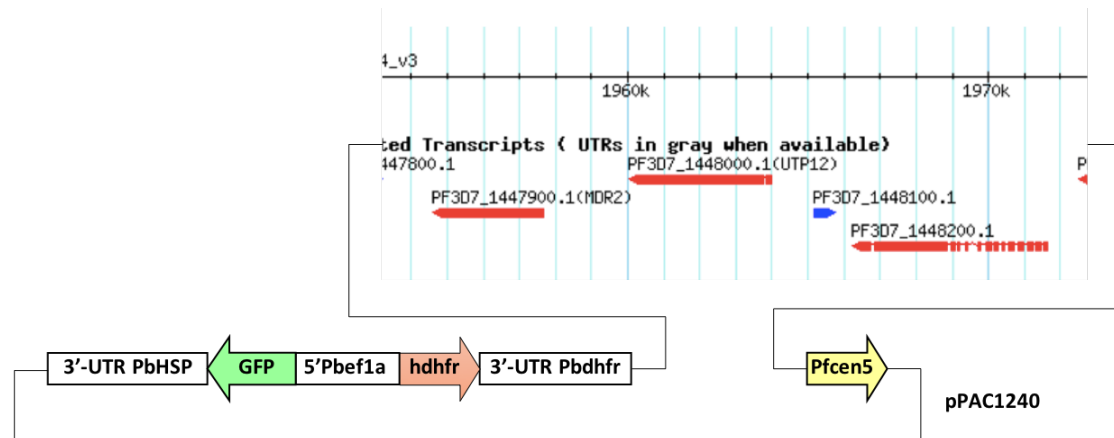 4_v3
1960k 1970k
ted Transcripts ( UTRs in gray when available)
447800.1 PF3D7_1448000.1(UTP12) P
PF3D7_1447900.1(MDR2) PF3D7_1448100.1
PF3D7_1448200.1
3’-UTR PbHSP GFP 5’Pbef1a hdhfr 3’-UTR Pbdhfr Pfcen5
pPAC1240